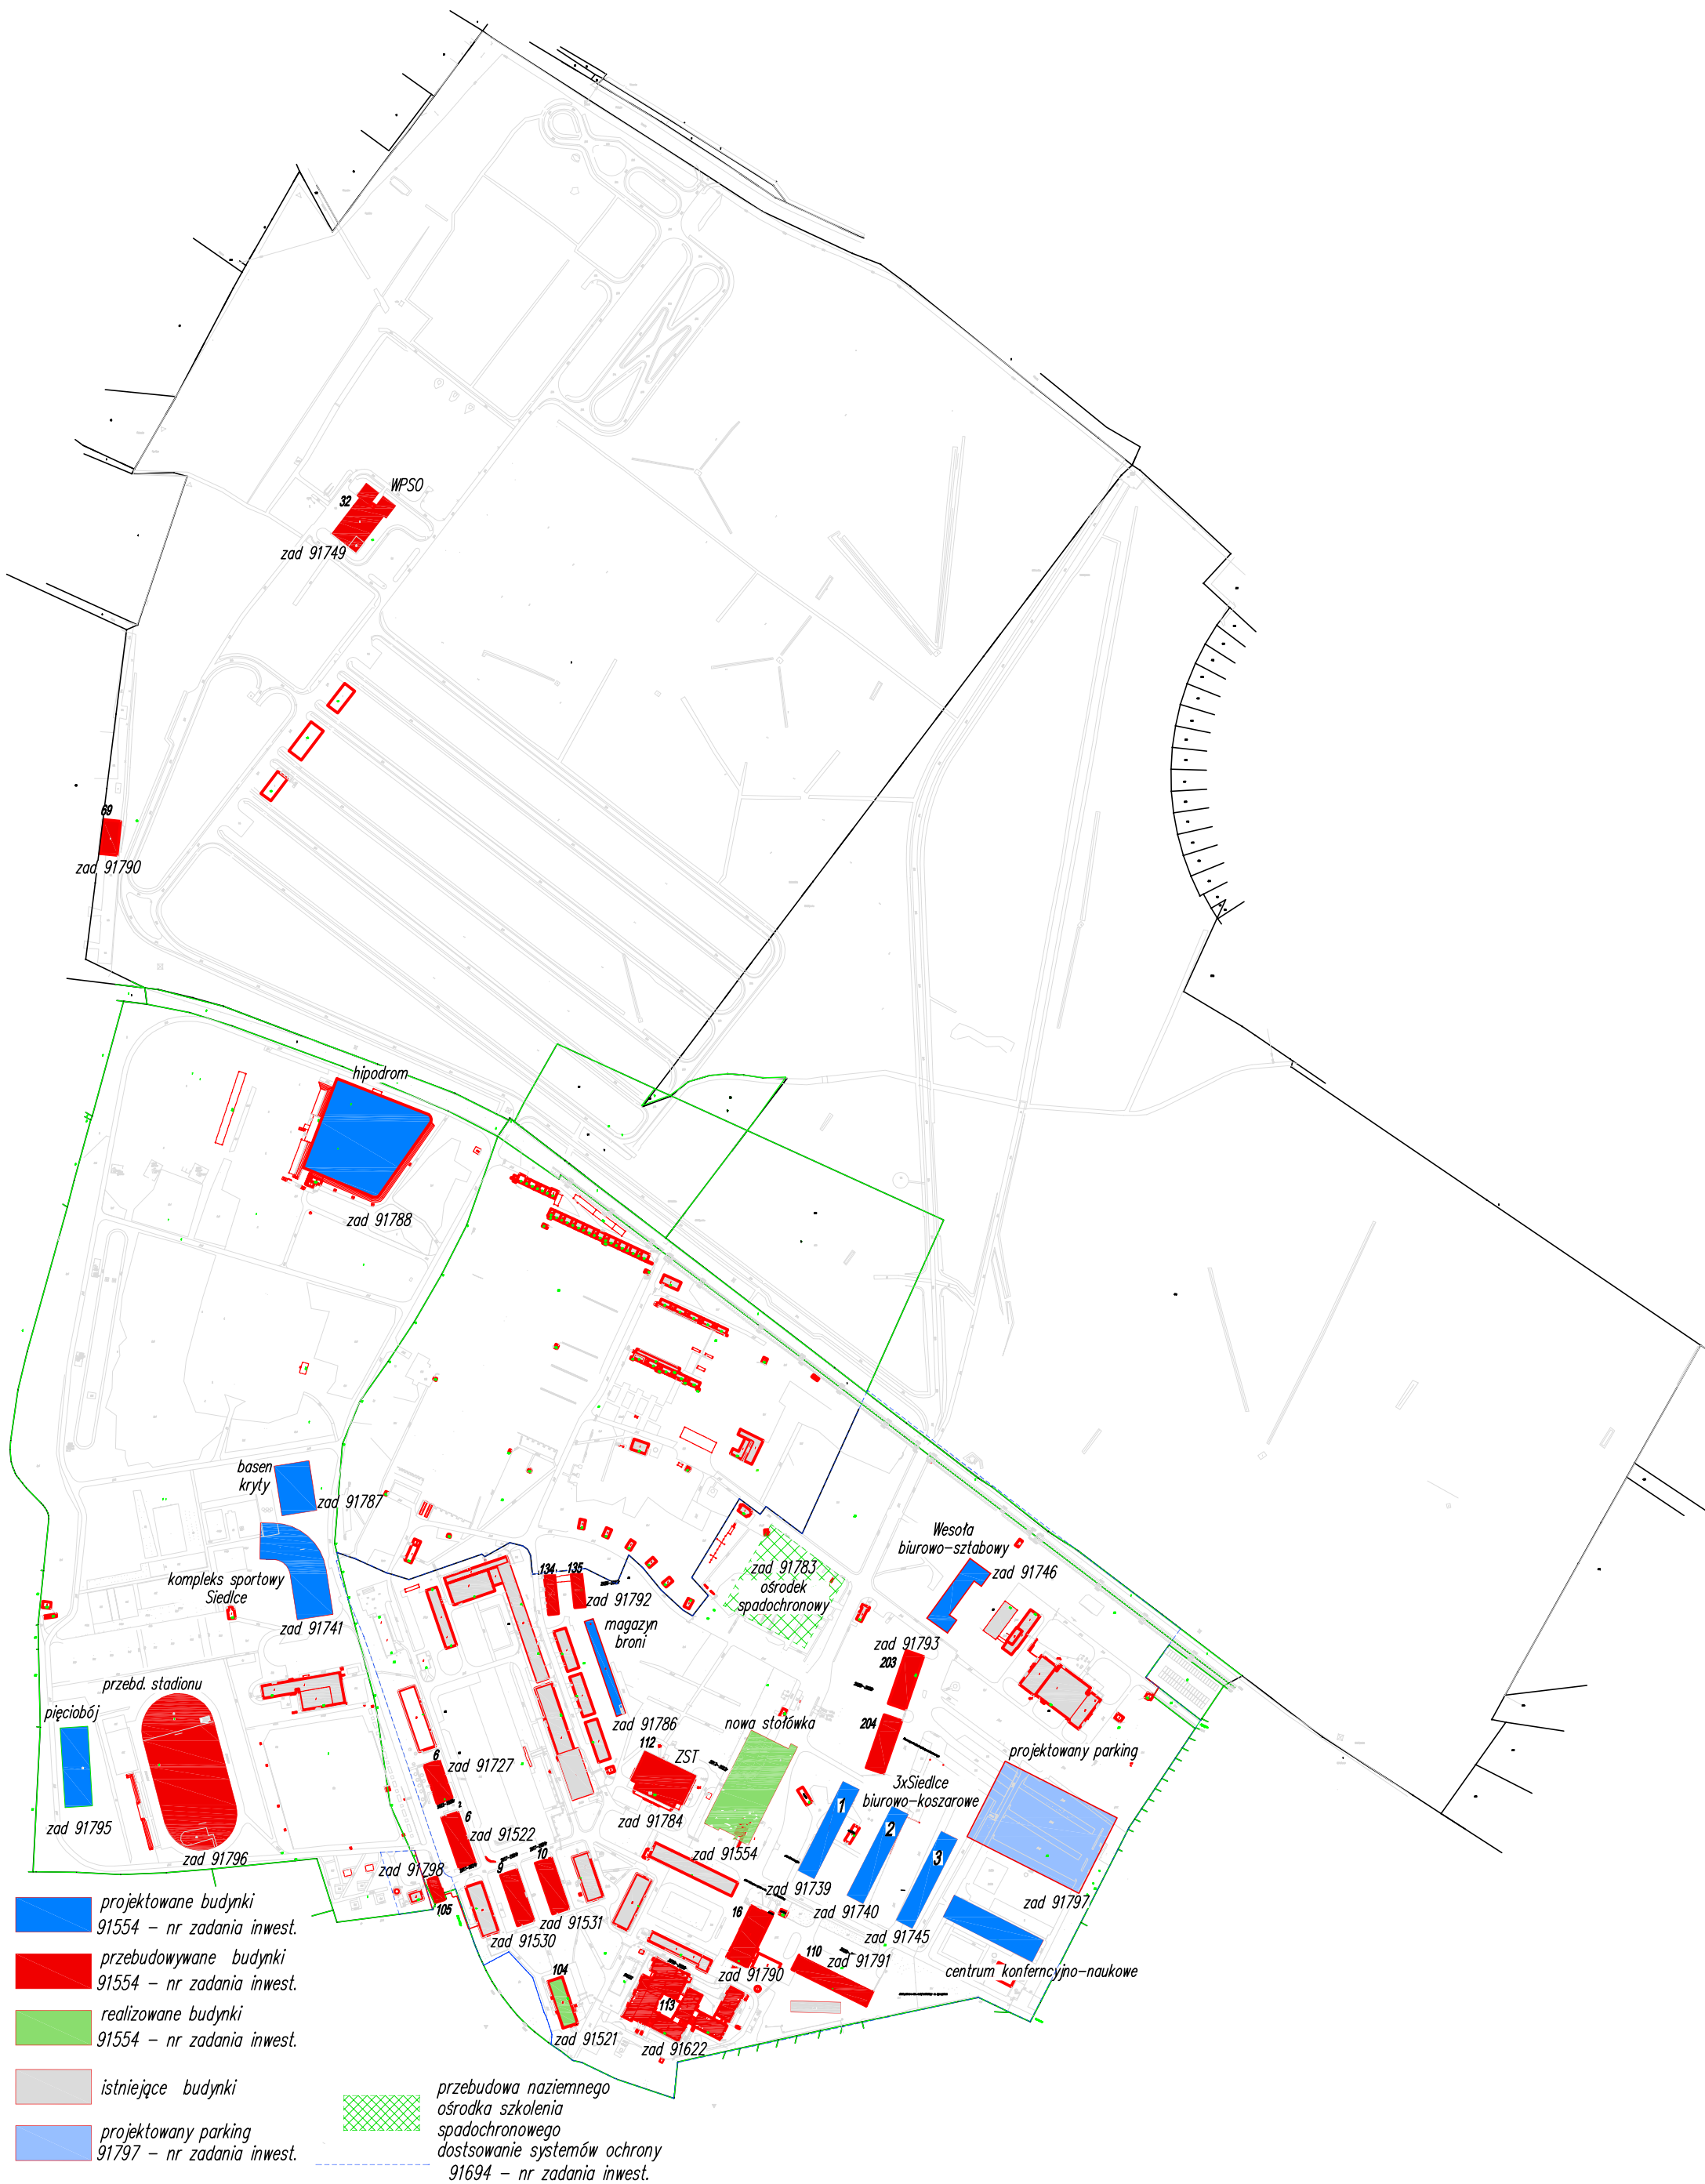 WPSO
32
zad 91749
69
zad 91790
hipodrom
zad 91788
basen
kryty
zad 91787
kompleks sportowy
Siedlce
zad 91741
134
135
zad 91792
magazyn
broni
zad 91783
ośrodek
spadochronowy
Wesoła
biurowo-sztabowy
zad 91746
zad 91793
203
204
przebd. stadionu
pięciobój
zad 91795
zad 91796
zad 91786
nowa stołówka
112
ZST
zad 91784
zad 91554
6
zad 91727
6
zad 91522
9
10
zad 91798
105
zad 91530
zad 91531
projektowany parking
3xSiedlce
biurowo-koszarowe
1
2
3
zad 91739
zad 91740
zad 91745
zad 91797
centrum konferncyjno-naukowe
16
zad 91790
110
zad 91791
104
zad 91521
113
zad 91622
projektowane budynki
91554 - nr zadania inwest.
przebudowywane budynki
91554 - nr zadania inwest.
realizowane budynki
91554 - nr zadania inwest.
istniejące budynki
projektowany parking
91797 - nr zadania inwest.
przebudowa naziemnego
ośrodka szkolenia
spadochronowego
dostsowanie systemów ochrony
91694 - nr zadania inwest.